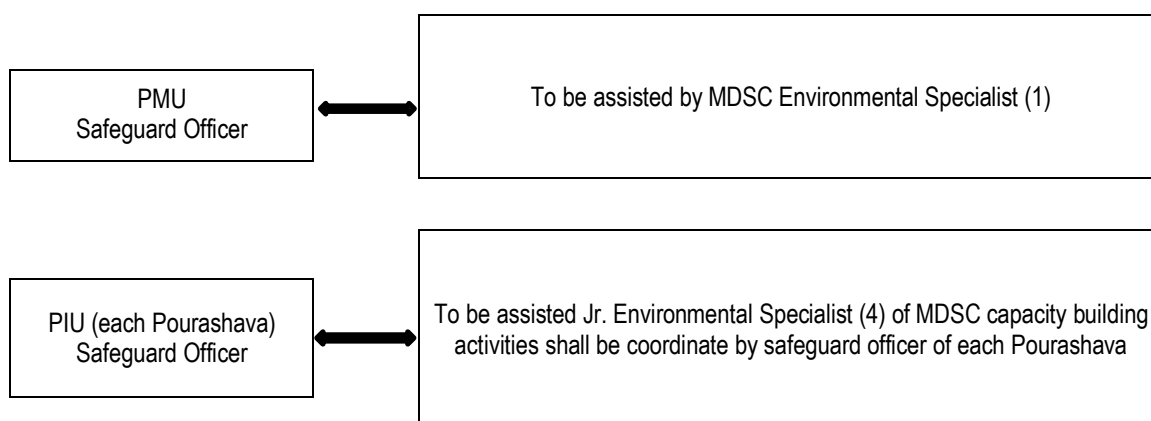 PMU
Safeguard Officer
To be assisted by MDSC Environmental Specialist (1)
PIU (each Pourashava)
Safeguard Officer
To be assisted Jr. Environmental Specialist (4) of MDSC capacity building
activities shall be coordinate by safeguard officer of each Pourashava